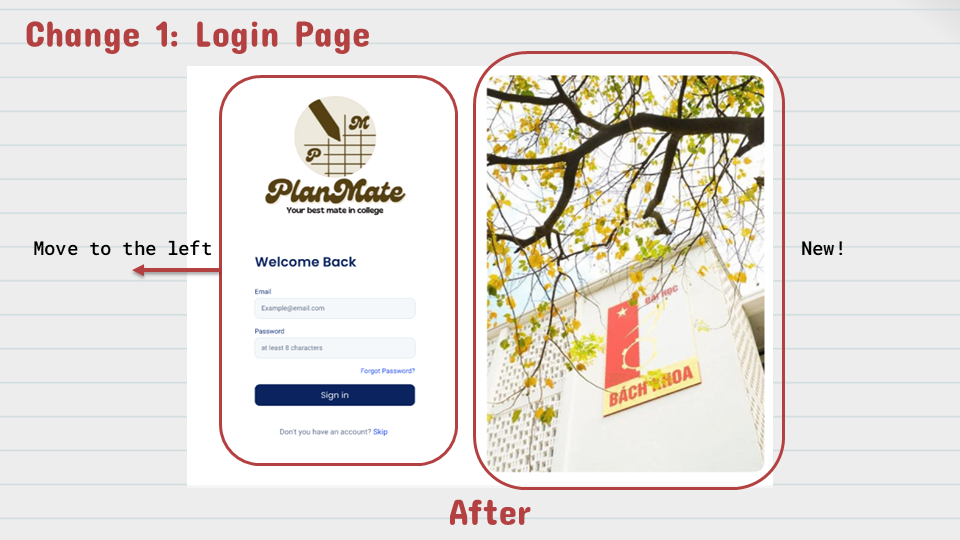 Change 1: Login Page
M
P
PlanMate
Your best mate in college
Move to the left
Welcome Back
Email
Example@email.com
Password
at least 8 characters
Forgot Password?
Sign in
Don't you have an account? Skip
ĐẠI HỌC
BÁCH KHOA
New!
After